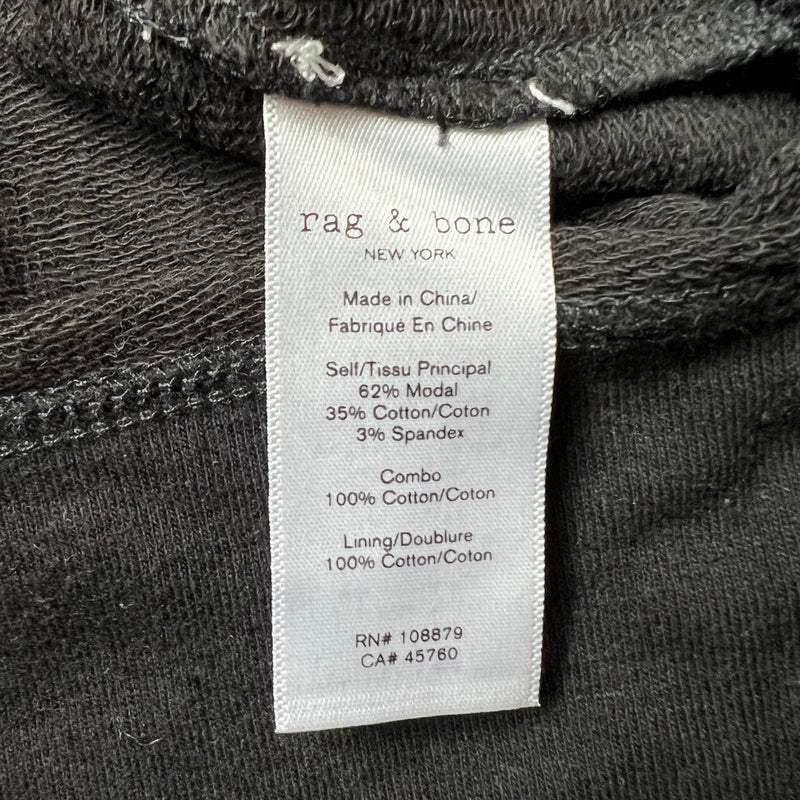 rag & bone
NEW YORK
Made in China/
Fabriqué En Chine
Self/Tissu Principal
62% Modal
35% Cotton/Coton
3% Spandex
Combo
100% Cotton/Coton
Lining/Doublure
100% Cotton/Coton
RN# 108879
CA# 45760